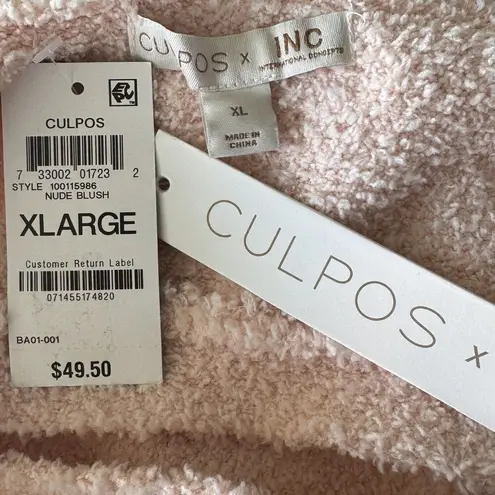 CULPOS x INC
INTERNATIONAL CONCEPTS
XL
MADE IN
CHINA
EPC
CULPOS
7 33002 01723 2
STYLE 100115986
NUDE BLUSH
XLARGE
Customer Return Label
071455174820
BA01-001
$49.50
CULPOS x